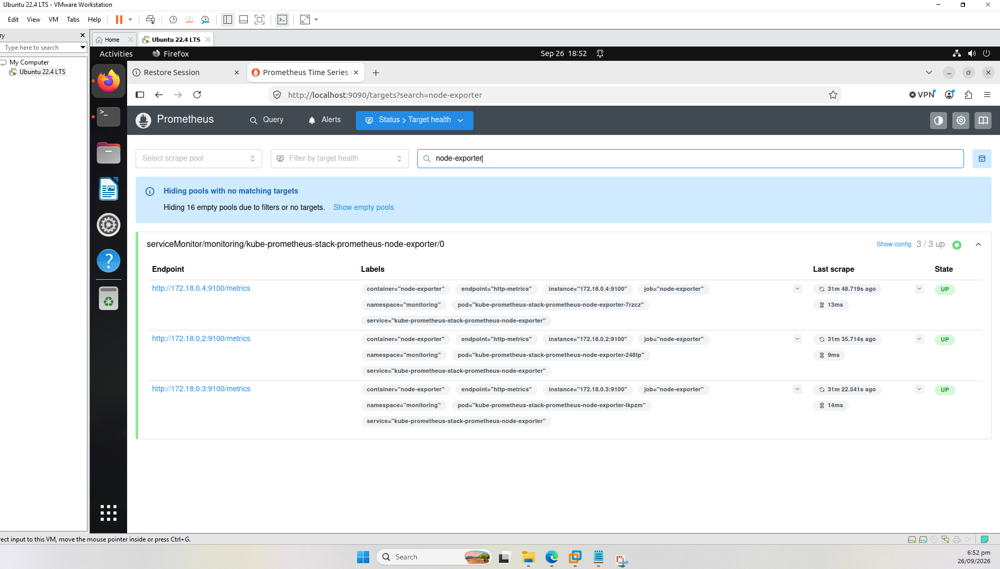 Ubuntu 22.4 LTS - VMware Workstation
Edit View VM Tabs Help
ry
Type here to search
My Computer
Ubuntu 22.4 LTS
Home
Ubuntu 22.4 LTS
Activities Firefox Sep 26 18:52
Restore Session
Prometheus Time Series
http://localhost:9090/targets?search=node-exporter
VPN
Prometheus Query Alerts Status > Target health
Select scrape pool
Filter by target health
node-exporter
Hiding pools with no matching targets
Hiding 16 empty pools due to filters or no targets. Show empty pools
serviceMonitor/monitoring/kube-prometheus-stack-prometheus-node-exporter/0 Show config 3 / 3 up
Endpoint Labels Last scrape State
http://172.18.0.4:9100/metrics container="node-exporter" endpoint="http-metrics" instance="172.18.0.4:9100" job="node-exporter" 31m 48.719s ago UP
namespace="monitoring" pod="kube-prometheus-stack-prometheus-node-exporter-7rzcz" 13ms
service="kube-prometheus-stack-prometheus-node-exporter"
http://172.18.0.2:9100/metrics container="node-exporter" endpoint="http-metrics" instance="172.18.0.2:9100" job="node-exporter" 31m 35.714s ago UP
namespace="monitoring" pod="kube-prometheus-stack-prometheus-node-exporter-248tp" 9ms
service="kube-prometheus-stack-prometheus-node-exporter"
http://172.18.0.3:9100/metrics container="node-exporter" endpoint="http-metrics" instance="172.18.0.3:9100" job="node-exporter" 31m 22.541s ago UP
namespace="monitoring" pod="kube-prometheus-stack-prometheus-node-exporter-lkpzm" 14ms
service="kube-prometheus-stack-prometheus-node-exporter"
rect input to this VM, move the mouse pointer inside or press Ctrl+G.
Search
6:52 pm
26/09/2026